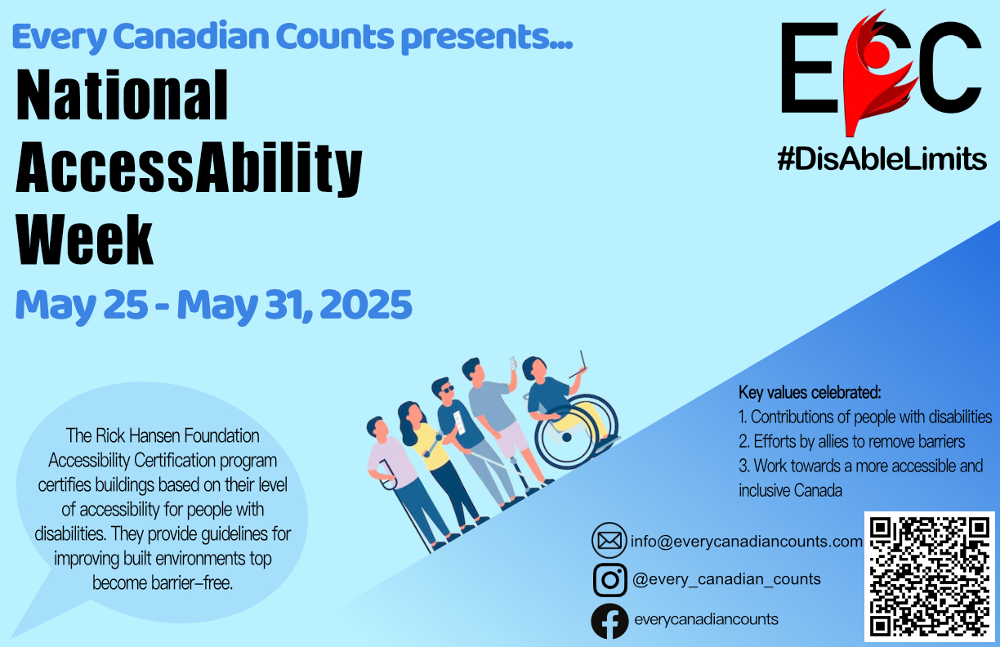 Every Canadian Counts presents...
National
AccessAbility
Week
May 25 - May 31, 2025
ECC
#DisAbleLimits
The Rick Hansen Foundation
Accessibility Certification program
certifies buildings based on their level
of accessibility for people with
disabilities. They provide guidelines for
improving built environments top
become barrier-free.
Key values celebrated:
1. Contributions of people with disabilities
2. Efforts by allies to remove barriers
3. Work towards a more accessible and
inclusive Canada
info@everycanadiancounts.com
@every_canadian_counts
everycanadiancounts